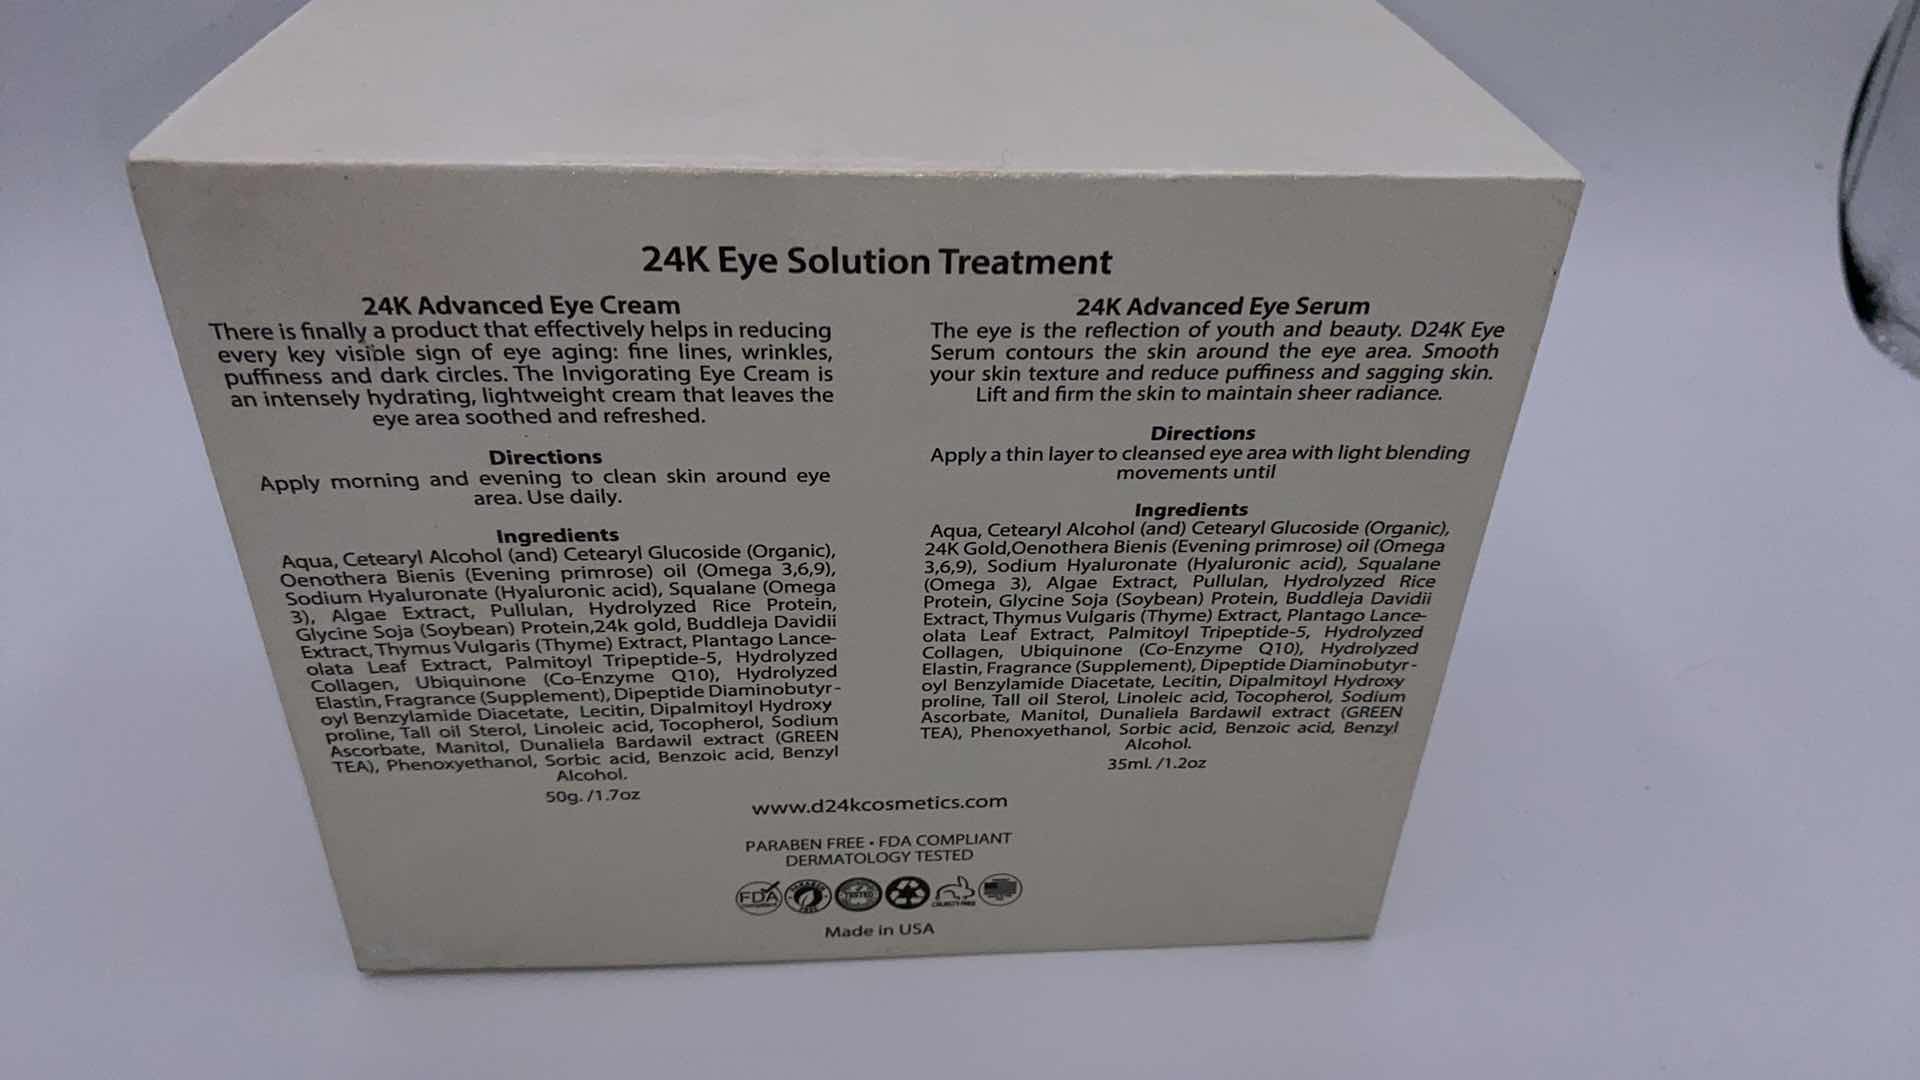 24K Eye Solution Treatment
24K Advanced Eye Cream
There is finally a product that effectively helps in reducing
every key visible sign of eye aging: fine lines, wrinkles,
puffiness and dark circles. The Invigorating Eye Cream is
an intensely hydrating, lightweight cream that leaves the
eye area soothed and refreshed.
Directions
Apply morning and evening to clean skin around eye
area. Use daily.
Ingredients
Aqua, Cetearyl Alcohol (and) Cetearyl Glucoside (Organic),
Oenothera Bienis (Evening primrose) oil (Omega 3,6,9),
Sodium Hyaluronate (Hyaluronic acid), Squalane (Omega
3), Algae Extract, Pullulan, Hydrolyzed Rice Protein,
Glycine Soja (Soybean) Protein,24k gold, Buddleja Davidii
Extract, Thymus Vulgaris (Thyme) Extract, Plantago Lance-
olata Leaf Extract, Palmitoyl Tripeptide-5, Hydrolyzed
Collagen, Ubiquinone (Co-Enzyme Q10), Hydrolyzed
Elastin, Fragrance (Supplement), Dipeptide Diaminobutyr-
oyl Benzylamide Diacetate, Lecitin, Dipalmitoyl Hydroxy
proline, Tall oil Sterol, Linoleic acid, Tocopherol, Sodium
Ascorbate, Manitol, Dunaliela Bardawil extract (GREEN
TEA), Phenoxyethanol, Sorbic acid, Benzoic acid, Benzyl
Alcohol.
50g. /1.7oz
24K Advanced Eye Serum
The eye is the reflection of youth and beauty. D24K Eye
Serum contours the skin around the eye area. Smooth
your skin texture and reduce puffiness and sagging skin.
Lift and firm the skin to maintain sheer radiance.
Directions
Apply a thin layer to cleansed eye area with light blending
movements until
Ingredients
Aqua, Cetearyl Alcohol (and) Cetearyl Glucoside (Organic),
24K Gold,Oenothera Bienis (Evening primrose) oil (Omega
3,6,9), Sodium Hyaluronate (Hyaluronic acid), Squalane
(Omega 3), Algae Extract, Pullulan, Hydrolyzed Rice
Protein, Glycine Soja (Soybean) Protein, Buddleja Davidii
Extract, Thymus Vulgaris (Thyme) Extract, Plantago Lance-
olata Leaf Extract, Palmitoyl Tripeptide-5, Hydrolyzed
Collagen, Ubiquinone (Co-Enzyme Q10), Hydrolyzed
Elastin, Fragrance (Supplement), Dipeptide Diaminobutyr-
oyl Benzylamide Diacetate, Lecitin, Dipalmitoyl Hydroxy
proline, Tall oil Sterol, Linoleic acid, Tocopherol, Sodium
Ascorbate, Manitol, Dunaliela Bardawil extract (GREEN
TEA), Phenoxyethanol, Sorbic acid, Benzoic acid, Benzyl
Alcohol.
35ml. /1.2oz
www.d24kcosmetics.com
PARABEN FREE • FDA COMPLIANT
DERMATOLOGY TESTED
FDA
PARABEN FREE
TESTED
CRUELTY FREE
Made in USA